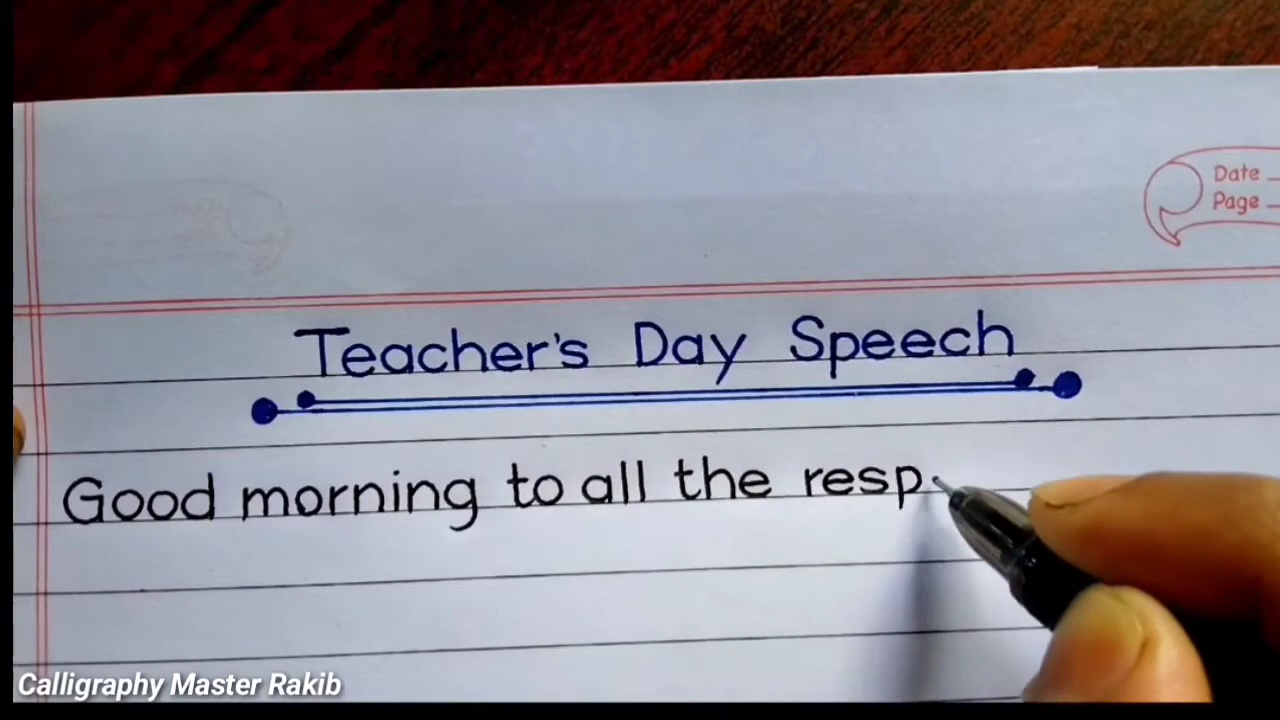 Date
Page
Teacher's Day Speech
Good morning to all the resp
Calligraphy Master Rakib